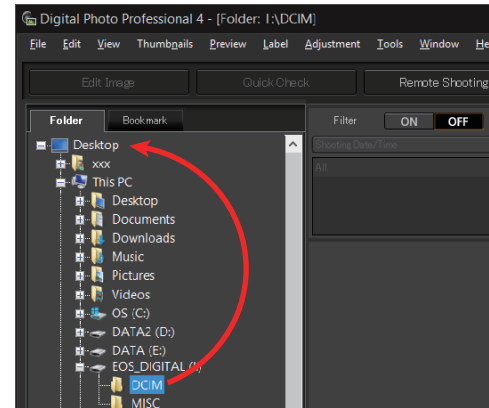 Digital Photo Professional 4 - [Folder: I:\DCIM]
File Edit View Thumbnails Preview Label Adjustment Tools Window He
Edit Image Quick Check Remote Shooting
Folder Bookmark Filter ON OFF
Shooting Date/Time
Desktop
xxx
All
This PC
Desktop
Documents
Downloads
Music
Pictures
Videos
OS (C:)
DATA2 (D:)
DATA (E:)
EOS_DIGITAL (I:)
DCIM
MISC